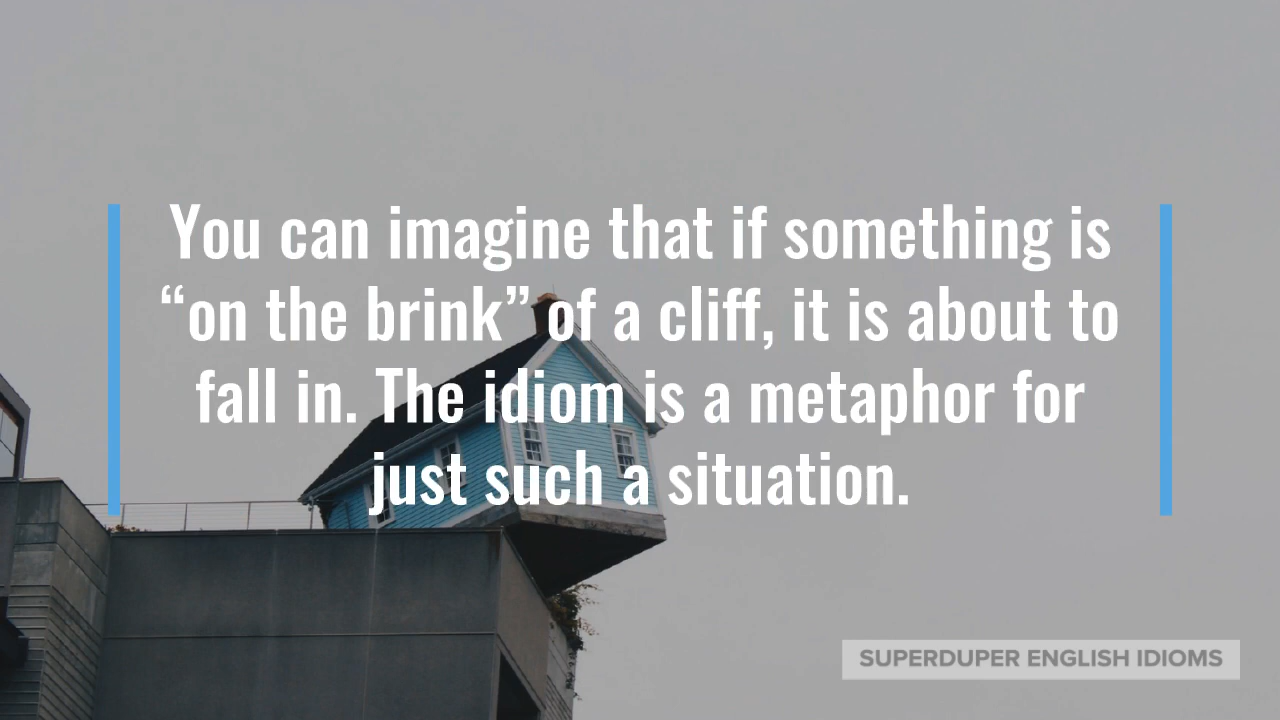 You can imagine that if something is
“on the brink” of a cliff, it is about to
fall in. The idiom is a metaphor for
just such a situation.
SUPERDUPER ENGLISH IDIOMS